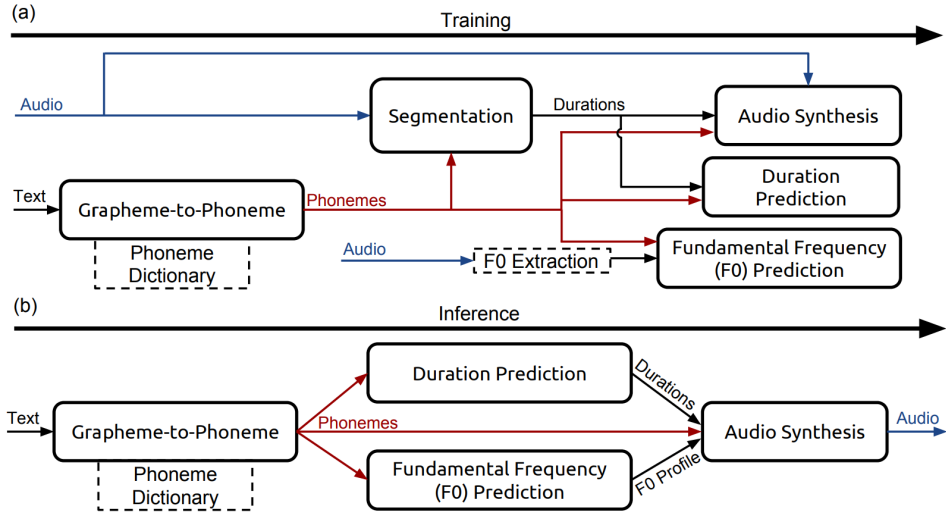 (a)
Training
Audio
Segmentation
Durations
Audio Synthesis
Text
Grapheme-to-Phoneme
Phonemes
Duration
Prediction
Phoneme
Dictionary
Audio
F0 Extraction
Fundamental Frequency
(F0) Prediction
(b)
Inference
Text
Grapheme-to-Phoneme
Phoneme
Dictionary
Duration Prediction
Phonemes
Fundamental Frequency
(F0) Prediction
Durations
F0 Profile
Audio Synthesis
Audio